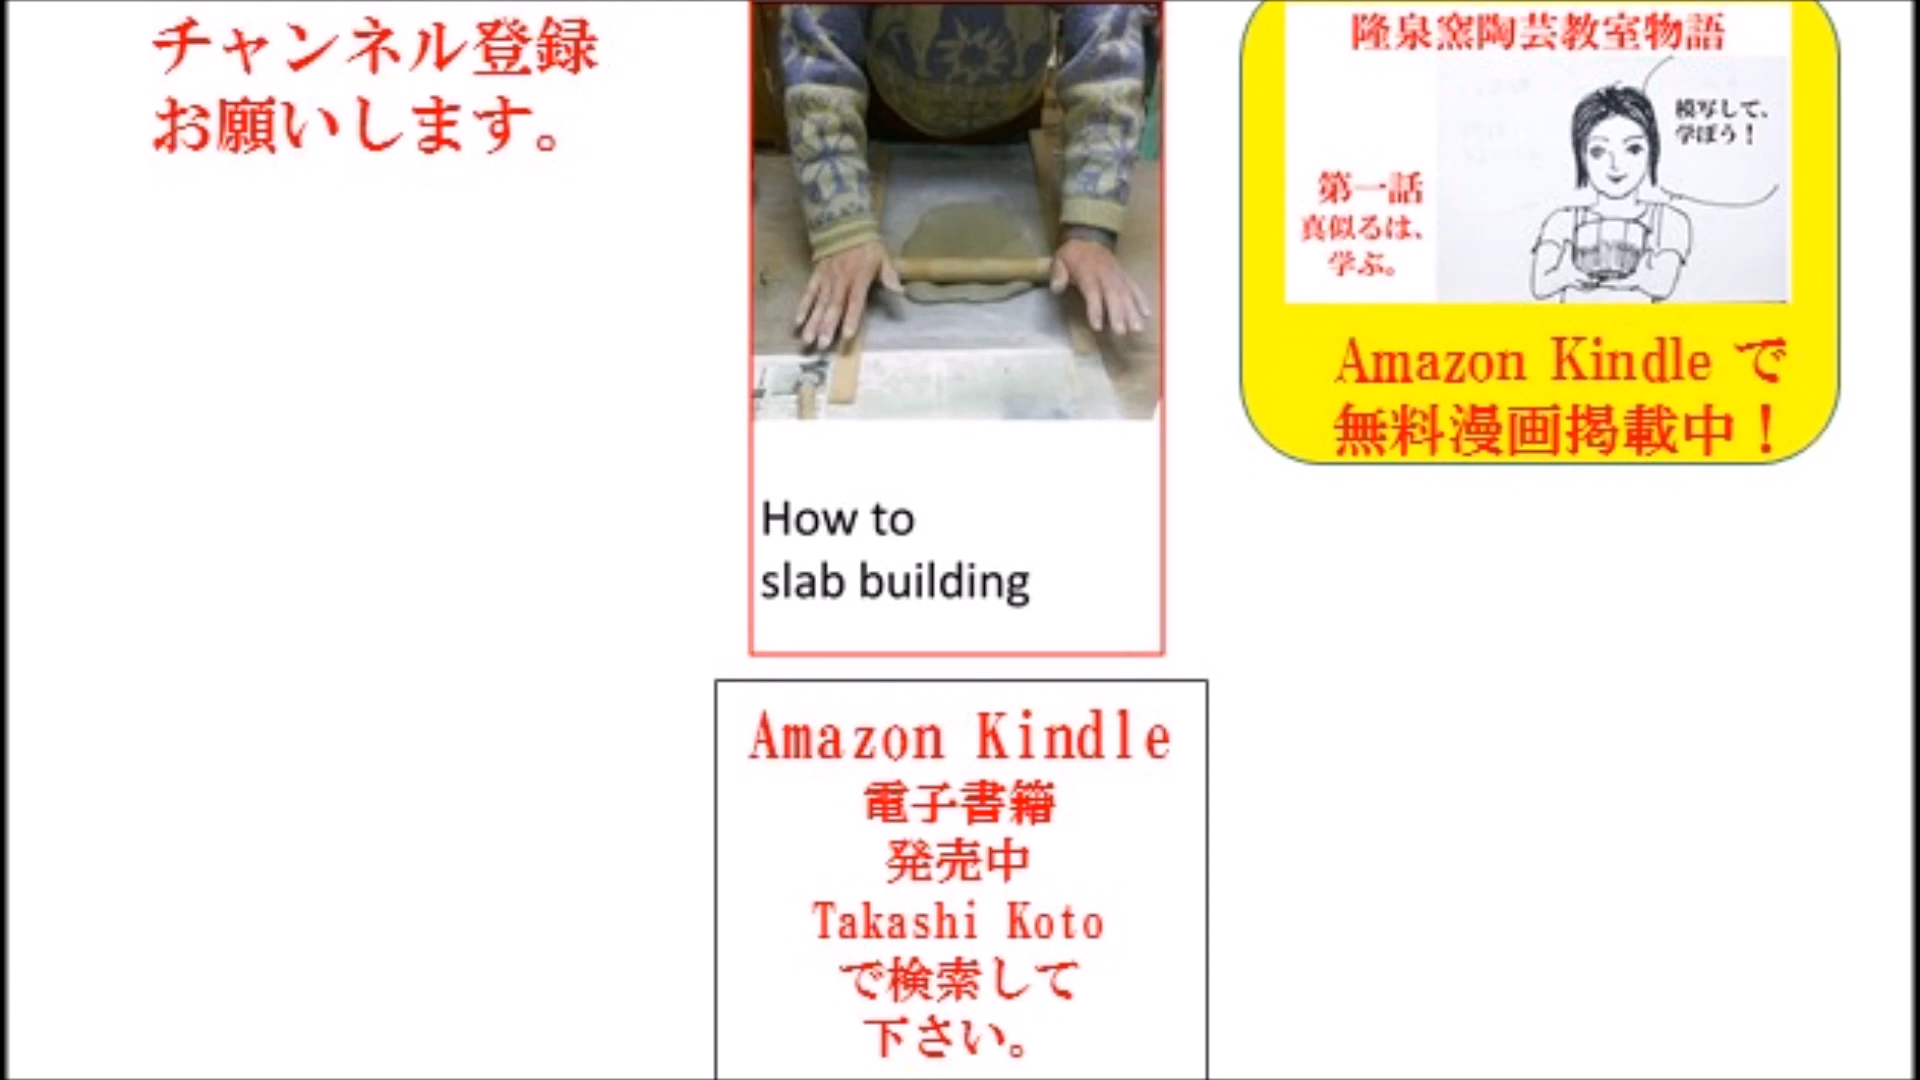 チャンネル登録
お願いします。
How to
slab building
隆泉窯陶芸教室物語
模写して、
学ぼう！
第一話
真似るは、
学ぶ。
Amazon Kindle で
無料漫画掲載中！
Amazon Kindle
電子書籍
発売中
Takashi Koto
で検索して
下さい。